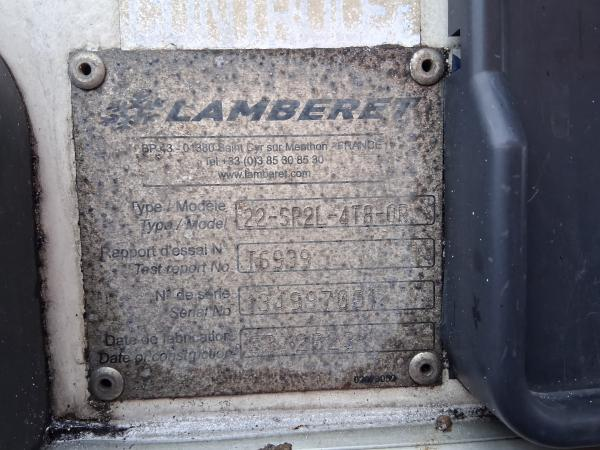 CONTROLS
LAMBERET
BP 43 - 01380 Saint Cyr sur Menthon - FRANCE
Tel +33 (0)3 85 30 85 30
www.lamberet.com
Type / Modèle
Type / Model
22-SR2L-4T8-0R
Rapport d'essai N°
Test report No
16939
N° de série
Serial No
Date de fabrication
Date of construction